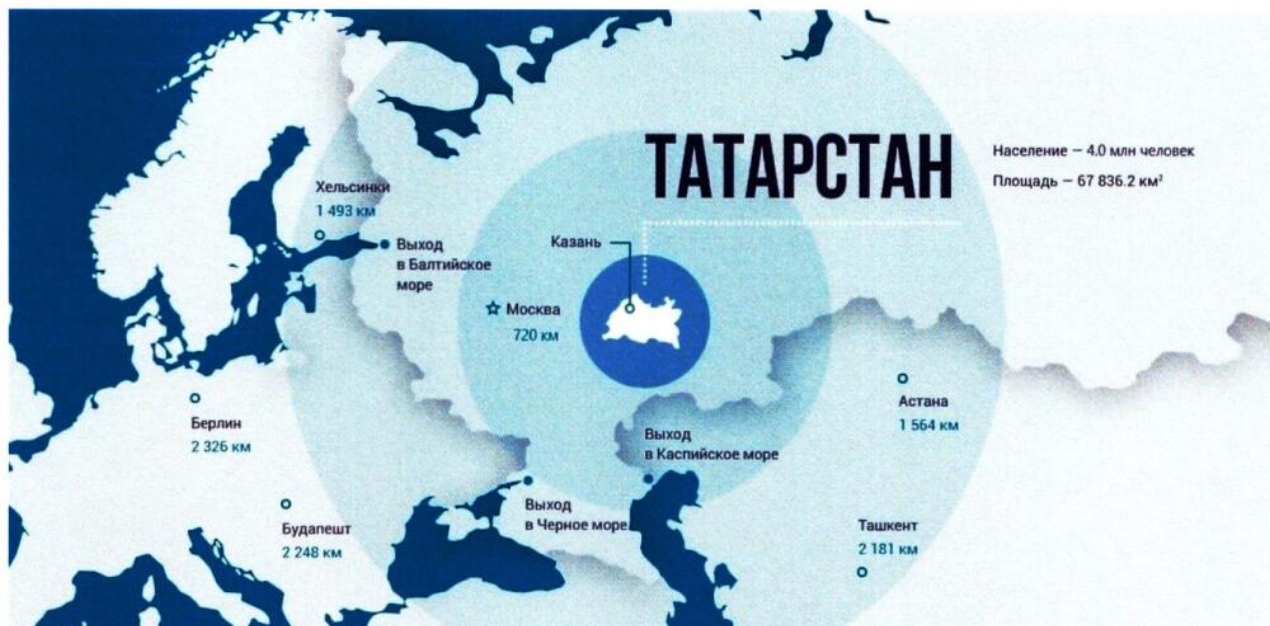 ТАТАРСТАН
Население – 4.0 млн человек
Площадь – 67 836.2 км²
Хельсинки
1 493 км
Выход
в Балтийское
море
Казань
Москва
720 км
Берлин
2 326 км
Будапешт
2 248 км
Выход
в Черное море
Выход
в Каспийское море
Астана
1 564 км
Ташкент
2 181 км